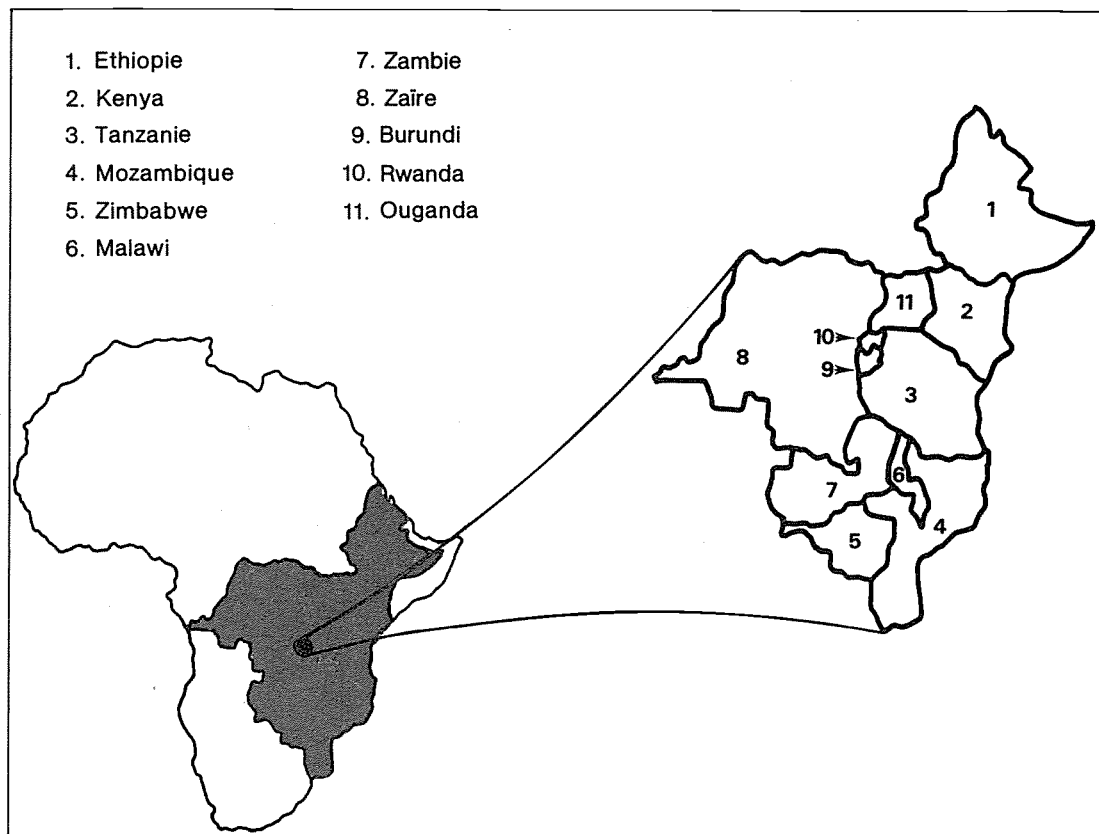 1. Ethiopie
2. Kenya
3. Tanzanie
4. Mozambique
5. Zimbabwe
6. Malawi
7. Zambie
8. Zaïre
9. Burundi
10. Rwanda
11. Ouganda
1
11
2
10
8
9
3
6
7
4
5